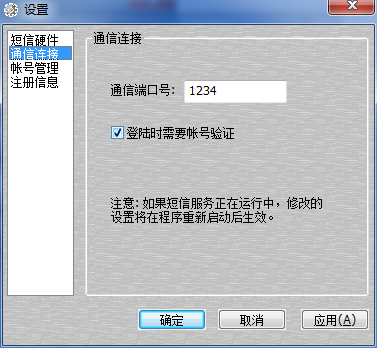 设置
短信硬件
通信连接
帐号管理
注册信息
通信连接
通信端口号: 1234
登陆时需要帐号验证
注意: 如果短信服务正在运行中，修改的
设置将在程序重新启动后生效。
确定
取消
应用(A)